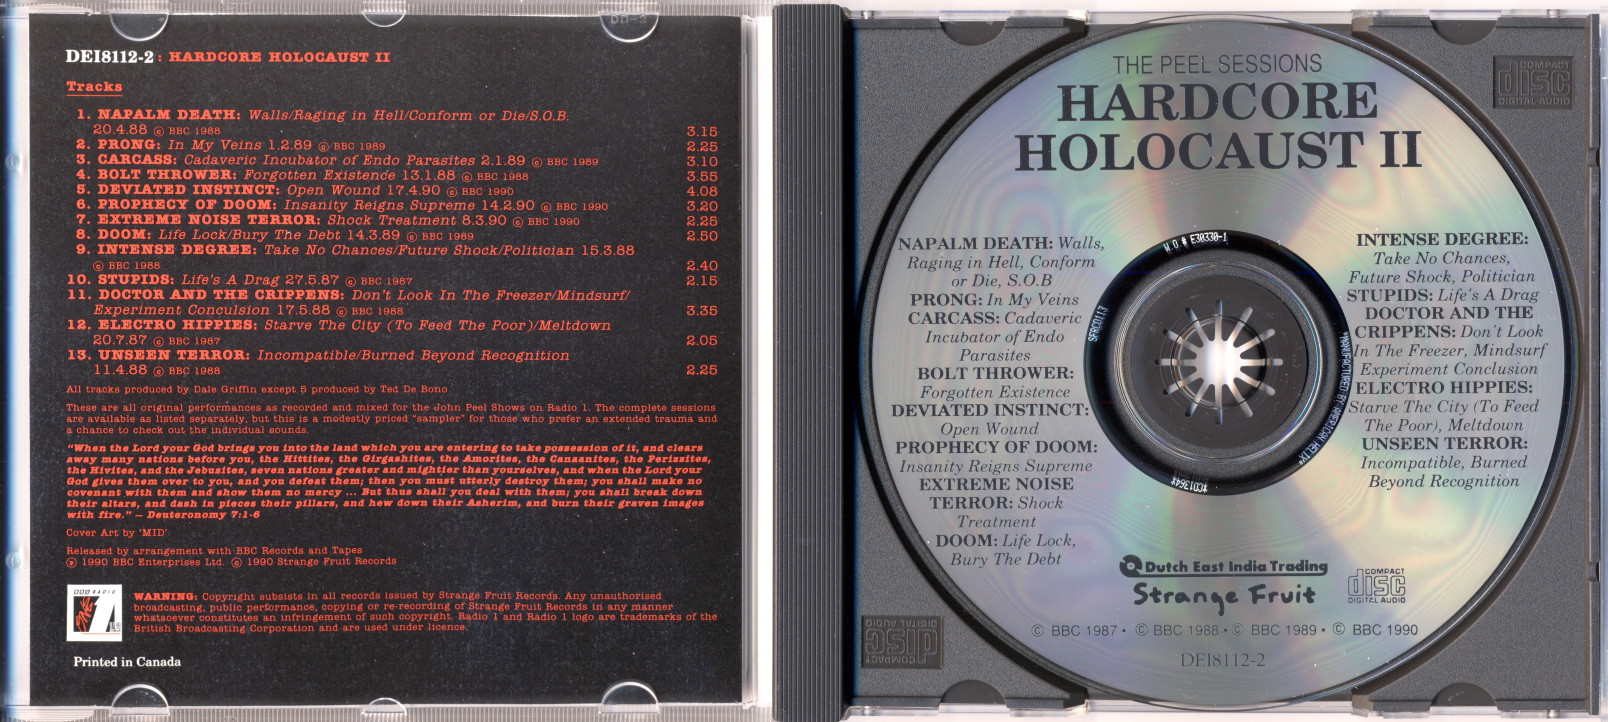 DEI8112-2: HARDCORE HOLOCAUST II
Tracks
1. NAPALM DEATH: Walls/Raging in Hell/Conform or Die/S.O.B.
20.4.88 © BBC 1988 3.15
2. PRONG: In My Veins 1.2.89 © BBC 1989 2.25
3. CARCASS: Cadaveric Incubator of Endo Parasites 2.1.89 © BBC 1989 3.10
4. BOLT THROWER: Forgotten Existence 13.1.88 © BBC 1988 3.55
5. DEVIATED INSTINCT: Open Wound 17.4.90 © BBC 1990 4.08
6. PROPHECY OF DOOM: Insanity Reigns Supreme 14.2.90 © BBC 1990 3.20
7. EXTREME NOISE TERROR: Shock Treatment 8.3.90 © BBC 1990 2.25
8. DOOM: Life Lock/Bury The Debt 14.3.89 © BBC 1989 2.50
9. INTENSE DEGREE: Take No Chances/Future Shock/Politician 15.3.88
© BBC 1988 2.40
10. STUPIDS: Life's A Drag 27.5.87 © BBC 1987 2.15
11. DOCTOR AND THE CRIPPENS: Don't Look In The Freezer/Mindsurf/
Experiment Conculsion 17.5.88 © BBC 1988 3.35
12. ELECTRO HIPPIES: Starve The City (To Feed The Poor)/Meltdown
20.7.87 © BBC 1987 2.05
13. UNSEEN TERROR: Incompatible/Burned Beyond Recognition
11.4.88 © BBC 1988 2.25
All tracks produced by Dale Griffin except 5 produced by Ted De Bono
These are all original performances as recorded and mixed for the John Peel Shows on Radio 1. The complete sessions
are available as listed separately, but this is a modestly priced "sampler" for those who prefer an extended trauma and
a chance to check out the individual sounds.
"When the Lord your God brings you into the land which you are entering to take possession of it, and clears
away many nations before you, the Hittites, the Girgashites, the Amorites, the Canaanites, the Perizzites,
the Hivites, and the Jebusites, seven nations greater and mightier than yourselves, and when the Lord your
God gives them over to you, and you defeat them; then you must utterly destroy them; you shall make no
covenant with them and show them no mercy ... But thus shall you deal with them; you shall break down
their altars, and dash in pieces their pillars, and hew down their Asherim, and burn their graven images
with fire." – Deuteronomy 7:1-6
Cover Art by 'MID'
Released by arrangement with BBC Records and Tapes
℗ 1990 BBC Enterprises Ltd. © 1990 Strange Fruit Records
BBC RADIO
1
WARNING: Copyright subsists in all records issued by Strange Fruit Records. Any unauthorised
broadcasting, public performance, copying or re-recording of Strange Fruit Records in any manner
whatsoever constitutes an infringement of such copyright. Radio 1 and Radio 1 logo are trademarks of the
British Broadcasting Corporation and are used under licence.
Printed in Canada
THE PEEL SESSIONS
HARDCORE
HOLOCAUST II
NAPALM DEATH: Walls,
Raging in Hell, Conform
or Die, S.O.B
PRONG: In My Veins
CARCASS: Cadaveric
Incubator of Endo
Parasites
BOLT THROWER:
Forgotten Existence
DEVIATED INSTINCT:
Open Wound
PROPHECY OF DOOM:
Insanity Reigns Supreme
EXTREME NOISE
TERROR: Shock
Treatment
DOOM: Life Lock,
Bury The Debt
INTENSE DEGREE:
Take No Chances,
Future Shock, Politician
STUPIDS: Life's A Drag
DOCTOR AND THE
CRIPPENS: Don't Look
In The Freezer, Mindsurf
Experiment Conclusion
ELECTRO HIPPIES:
Starve The City (To Feed
The Poor), Meltdown
UNSEEN TERROR:
Incompatible, Burned
Beyond Recognition
W.O # E30330-1
SFRCD113
*MANUFACTURED BY AMERICAN HELIX*
*CD1364*
Dutch East India Trading
Strange Fruit
COMPACT
disc
DIGITAL AUDIO
© BBC 1987 • © BBC 1988 • © BBC 1989 • © BBC 1990
DEI8112-2
COMPACT
disc
DIGITAL AUDIO
COMPACT
disc
DIGITAL AUDIO